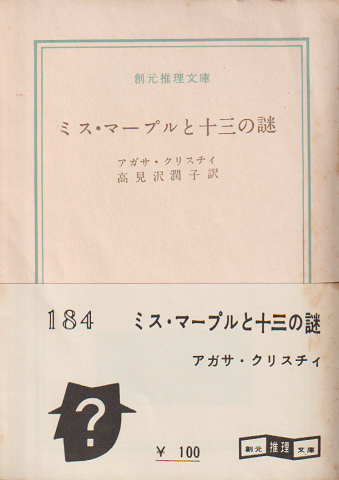 創元推理文庫
ミス・マープルと十三の謎
アガサ・クリスチィ
高見沢潤子訳
184
ミス・マープルと十三の謎
アガサ・クリスチィ
?
¥ 100
創元 推理 文庫